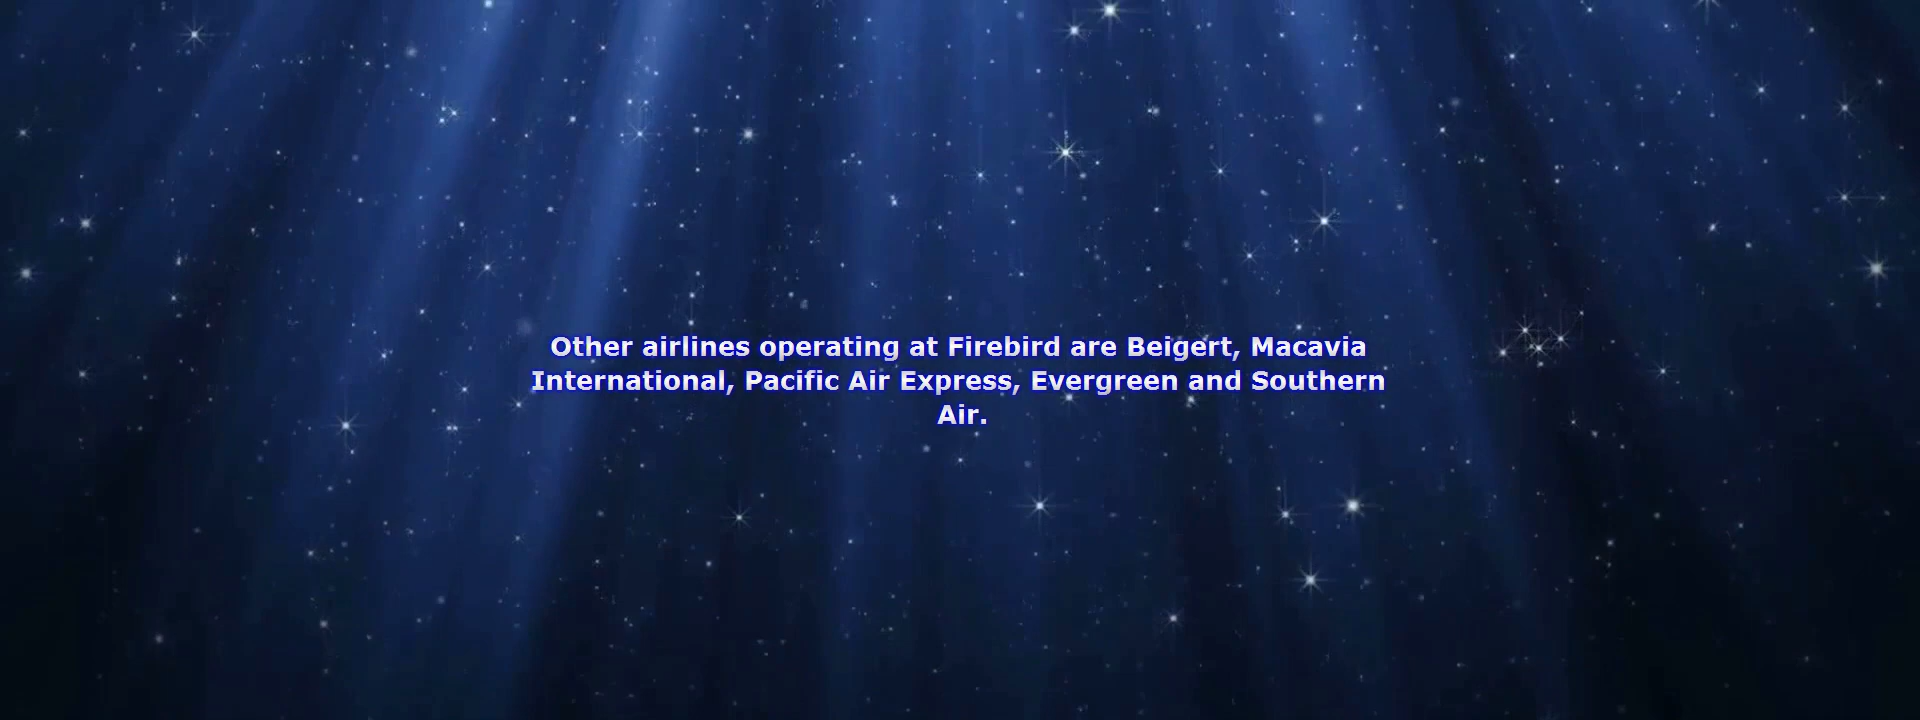 Other airlines operating at Firebird are Beigert, Macavia
International, Pacific Air Express, Evergreen and Southern
Air.